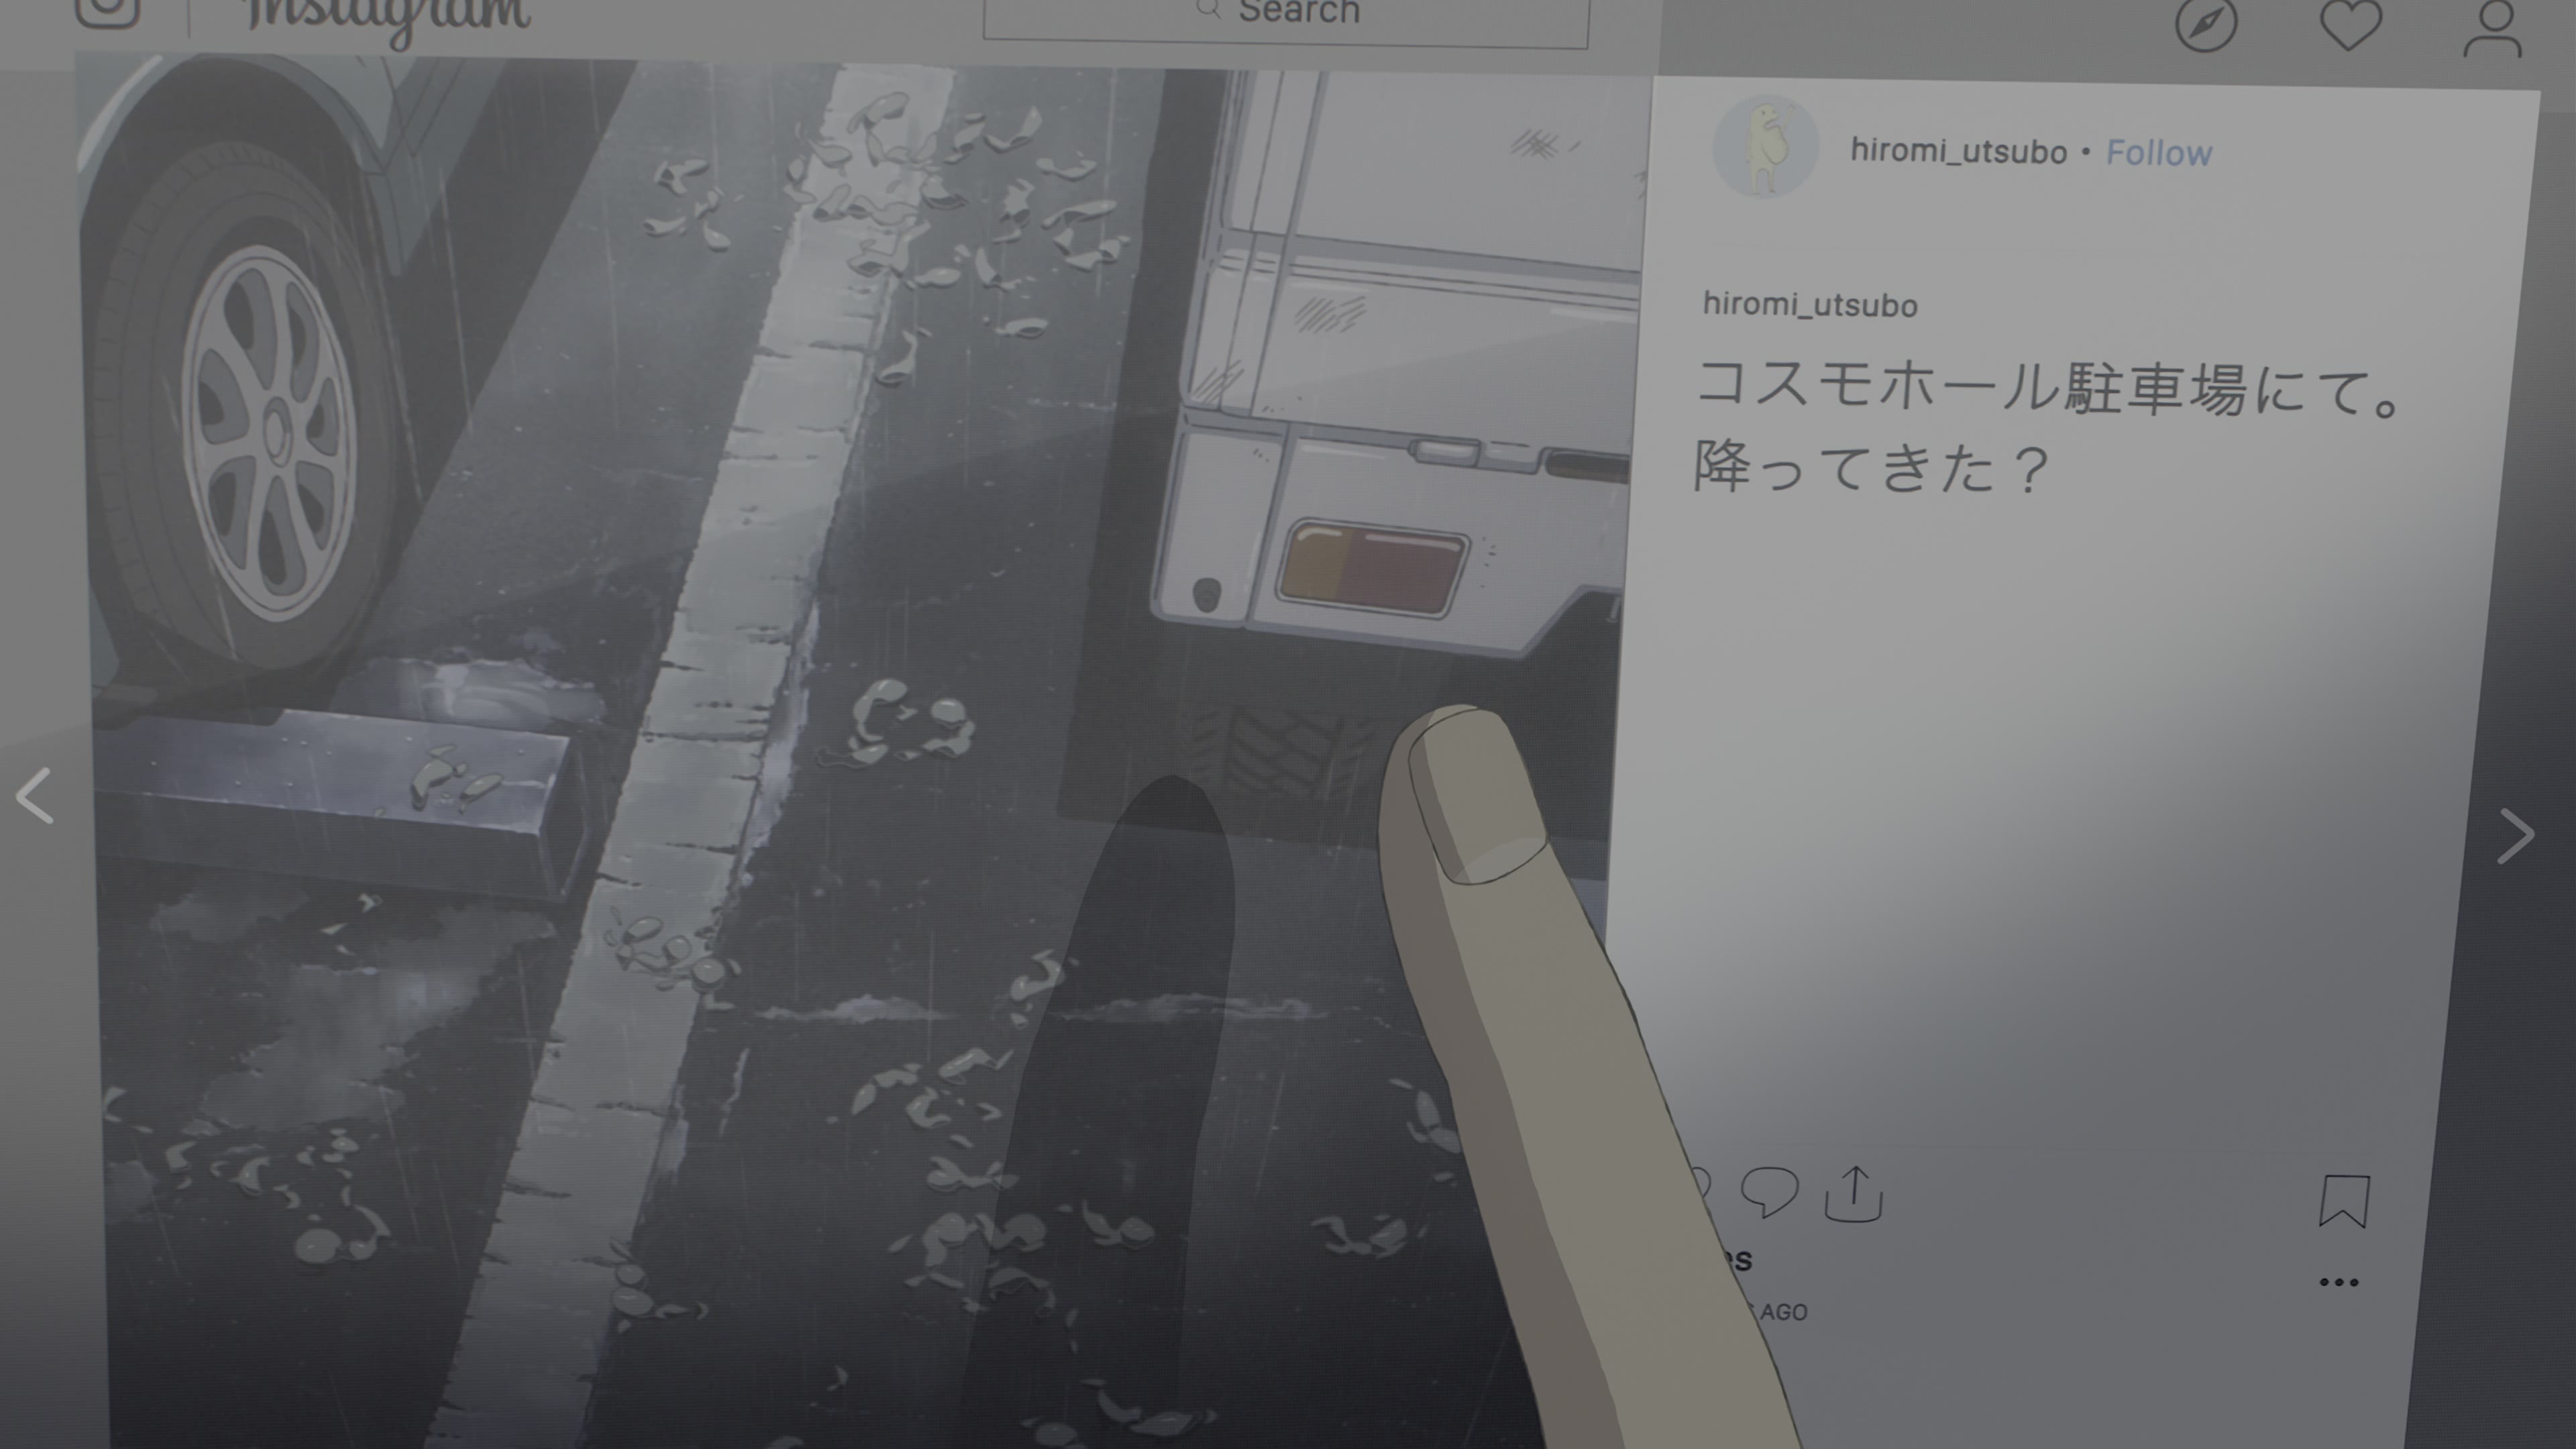 Instagram
Search
hiromi_utsubo • Follow
hiromi_utsubo
コスモホール駐車場にて。
降ってきた？
AGO